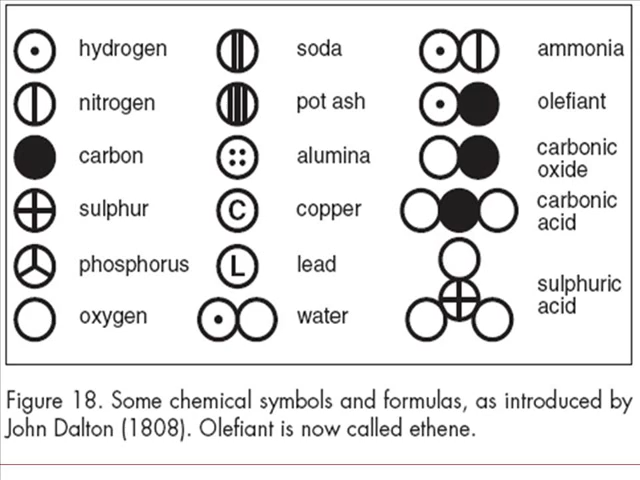 hydrogen
nitrogen
carbon
sulphur
phosphorus
oxygen
soda
pot ash
alumina
C
copper
L
lead
water
ammonia
olefiant
carbonic
oxide
carbonic
acid
sulphuric
acid
Figure 18. Some chemical symbols and formulas, as introduced by
John Dalton (1808). Olefiant is now called ethene.